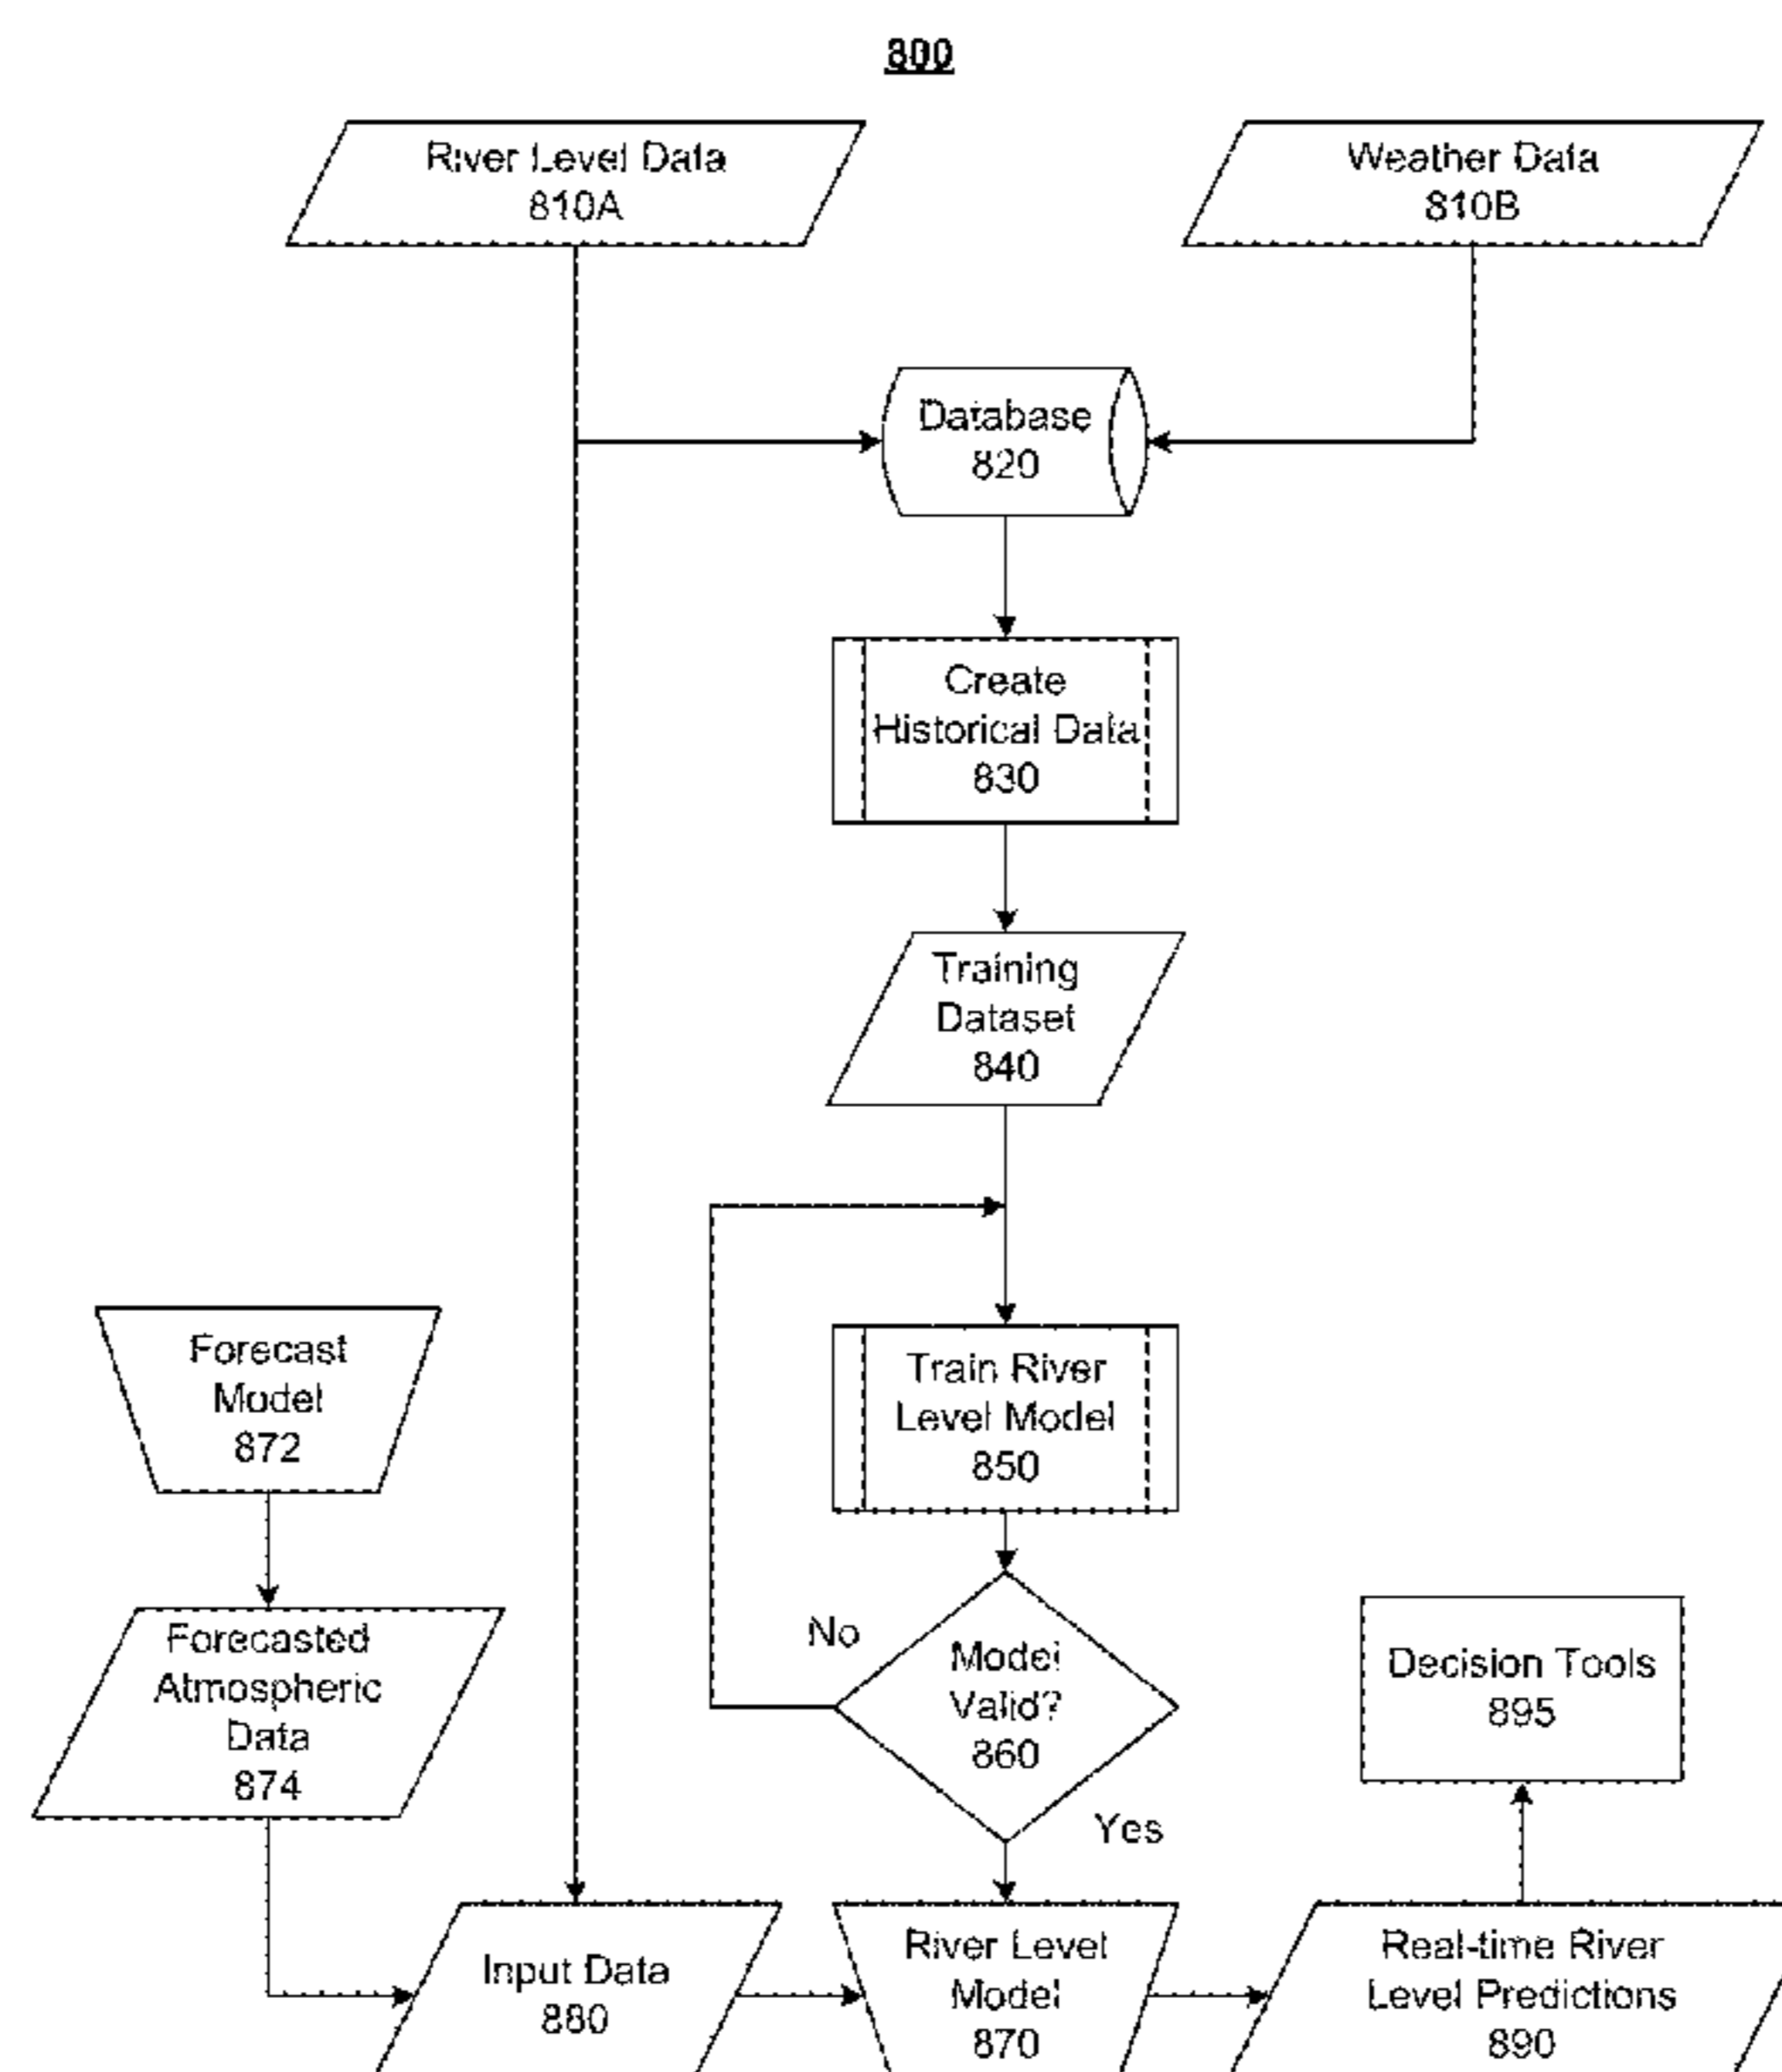 800
River Level Data
810A
Weather Data
810B
Database
820
Create
Historical Data
830
Training
Dataset
840
Forecast
Model
872
Train River
Level Model
850
Forecasted
Atmospheric
Data
874
No
Model
Valid?
860
Yes
Decision Tools
895
Input Data
880
River Level
Model
870
Real-time River
Level Predictions
890